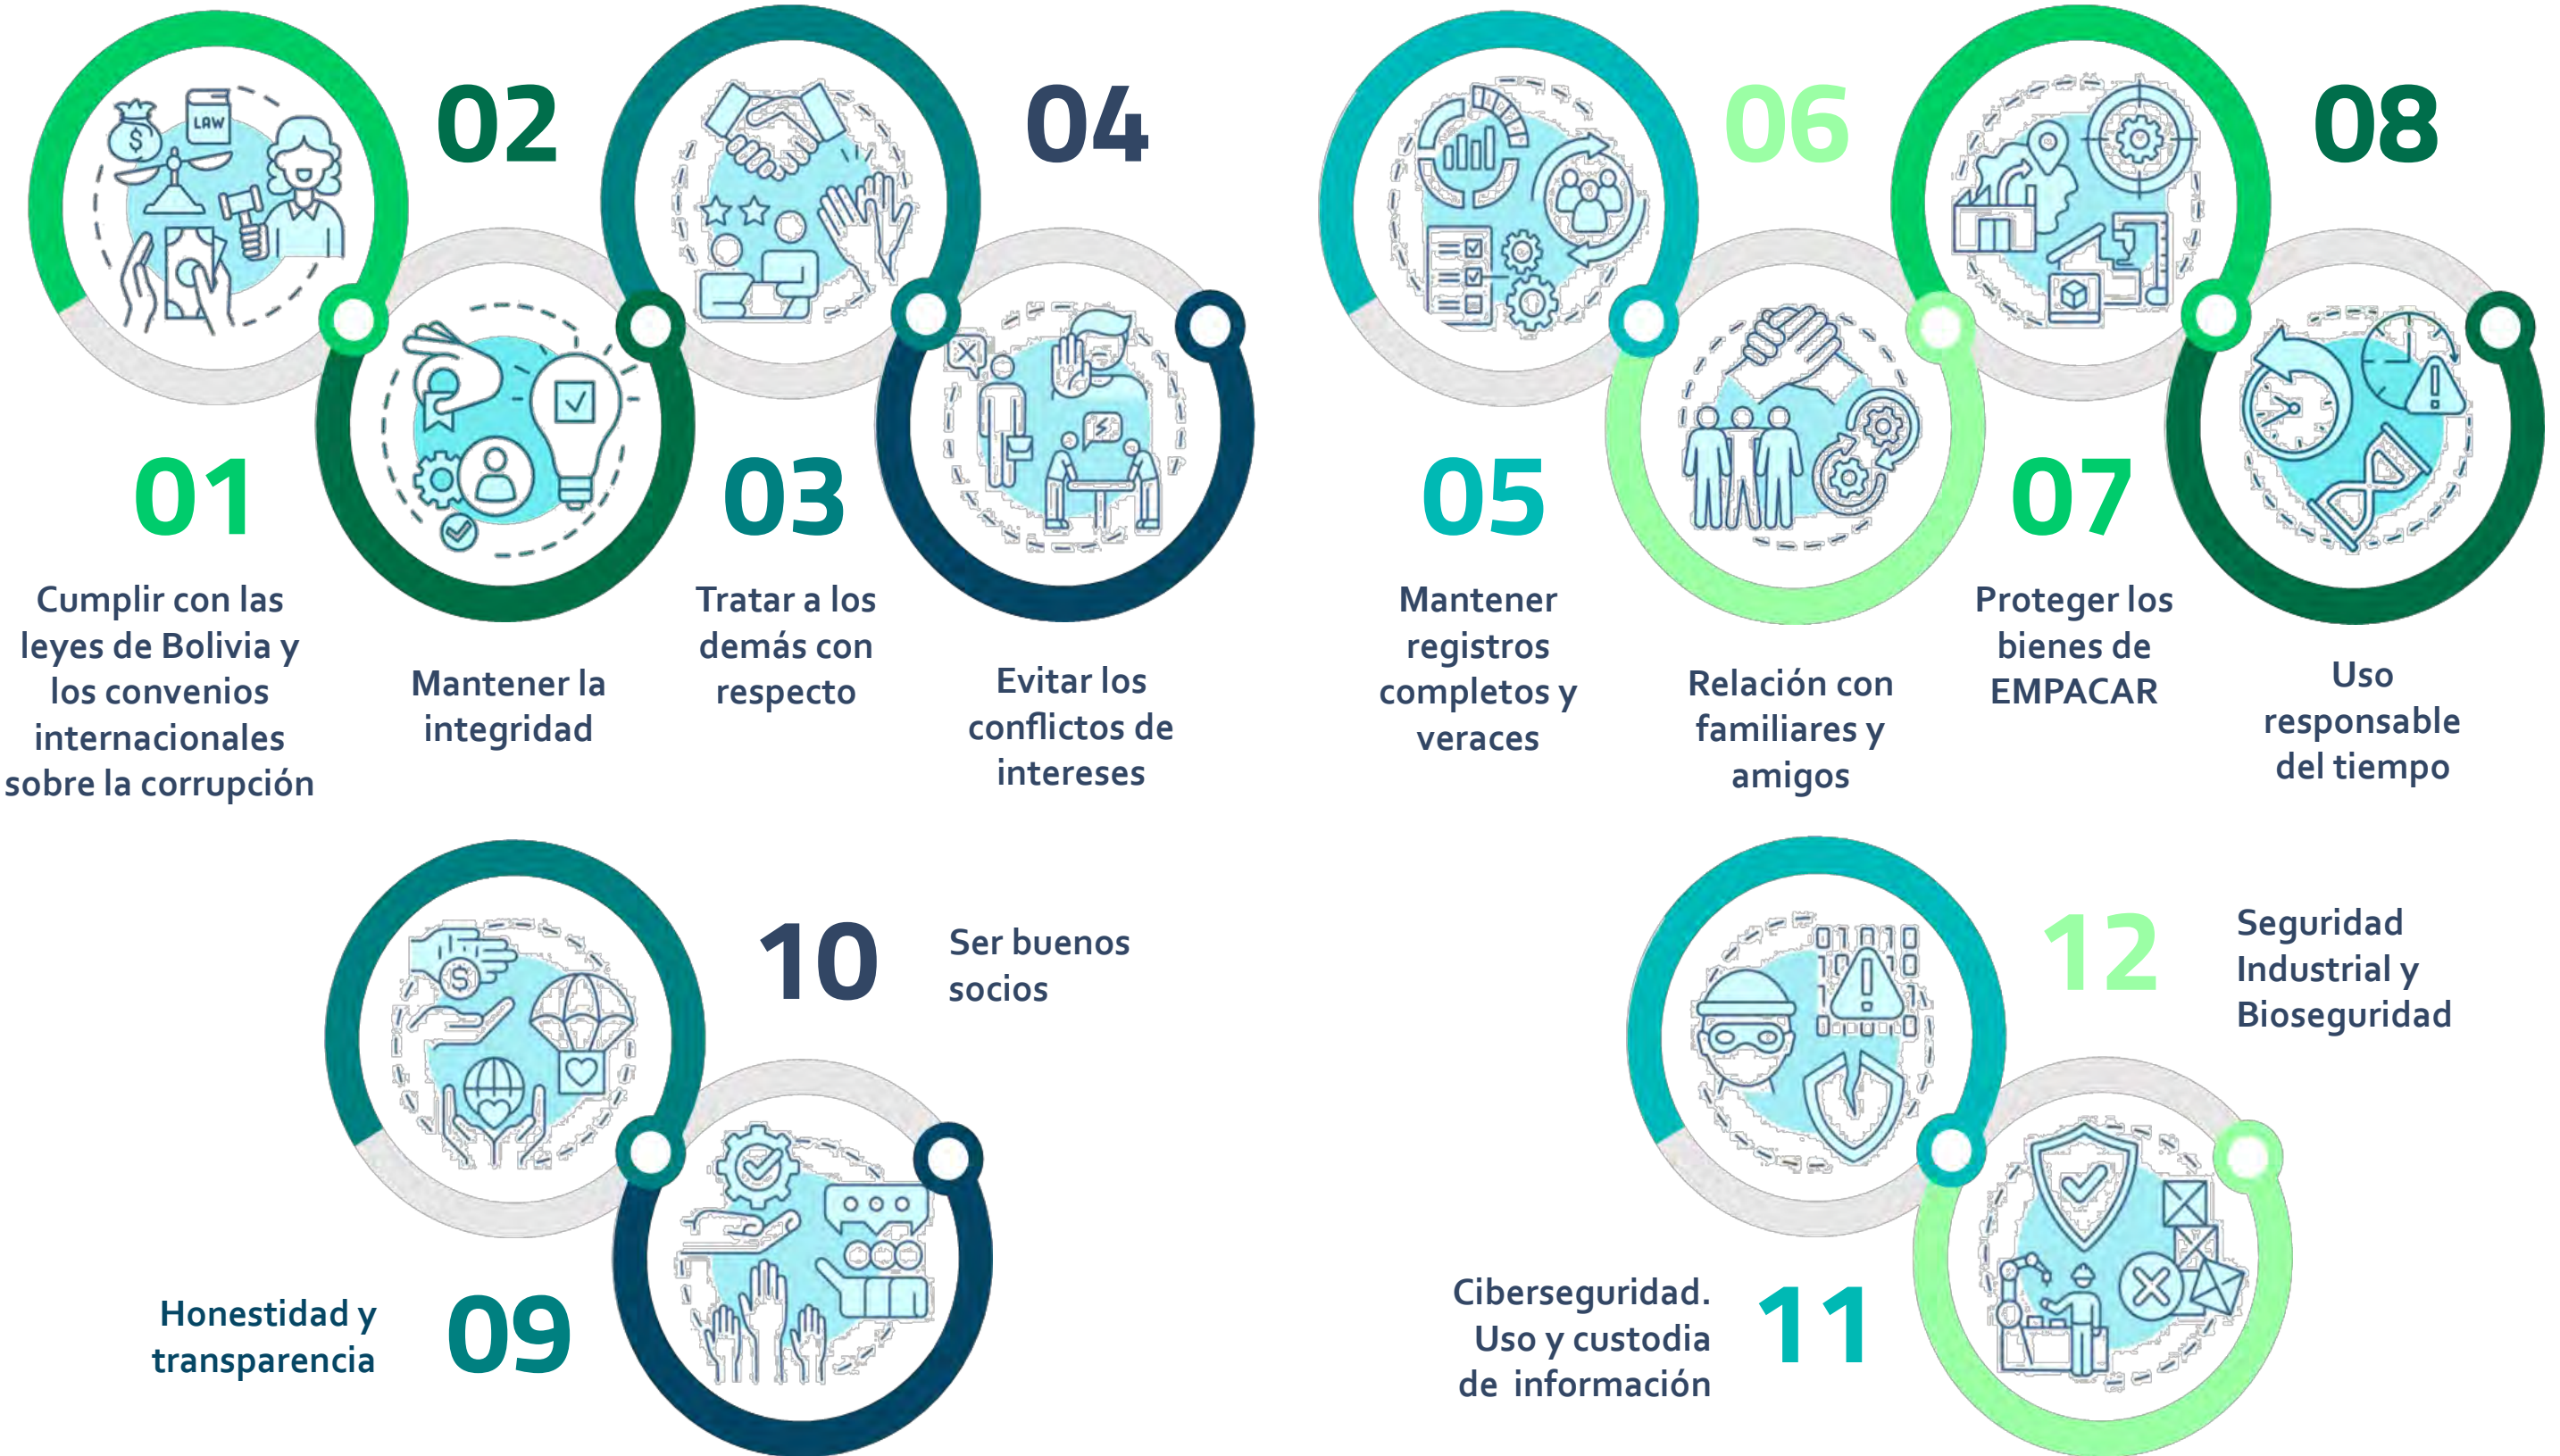 01
Cumplir con las
leyes de Bolivia y
los convenios
internacionales
sobre la corrupción
LAW
$
02
Mantener la
integridad
03
Tratar a los
demás con
respecto
04
Evitar los
conflictos de
intereses
05
Mantener
registros
completos y
veraces
06
Relación con
familiares y
amigos
07
Proteger los
bienes de
EMPACAR
08
Uso
responsable
del tiempo
09
Honestidad y
transparencia
$
10
Ser buenos
socios
11
Ciberseguridad.
Uso y custodia
de información
01010
12
Seguridad
Industrial y
Bioseguridad